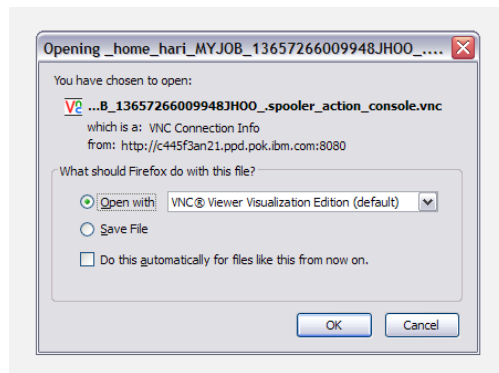 Opening _home_hari_MYJOB_13657266009948JHOO_....
You have chosen to open:
...B_13657266009948JHOO_.spooler_action_console.vnc
which is a: VNC Connection Info
from: http://c445f3an21.ppd.pok.ibm.com:8080
What should Firefox do with this file?
Open with VNC® Viewer Visualization Edition (default)
Save File
Do this automatically for files like this from now on.
OK Cancel